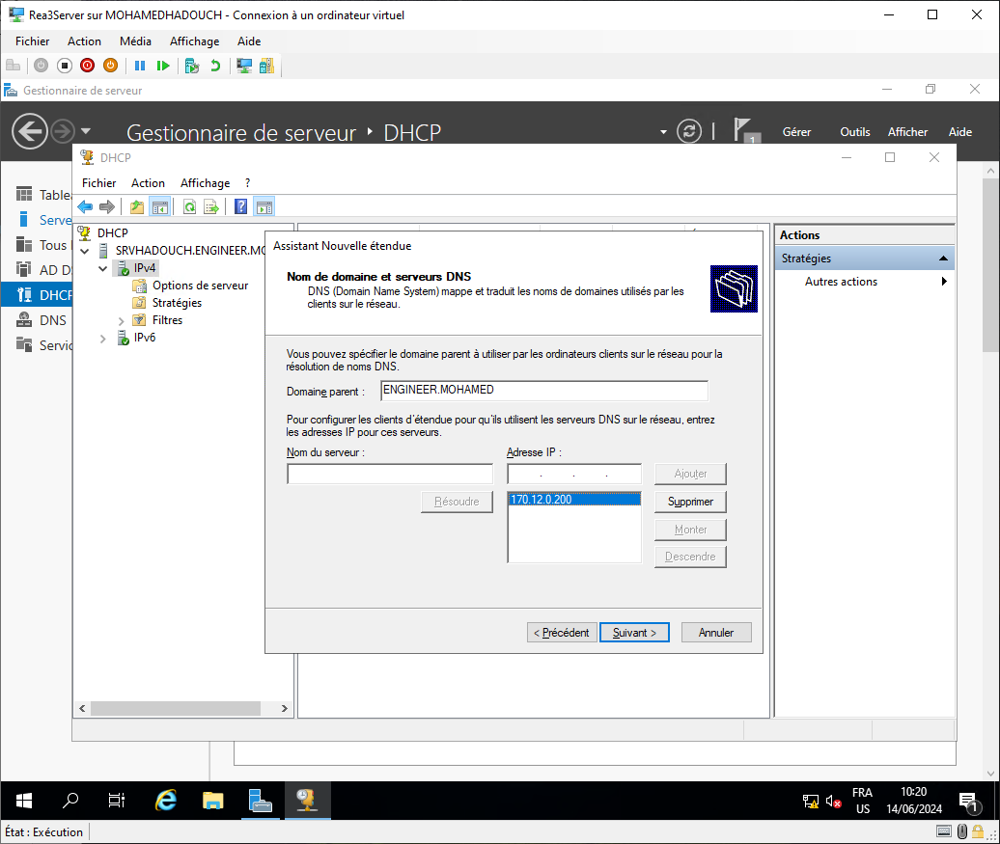 Rea3Server sur MOHAMEDHADOUCH - Connexion à un ordinateur virtuel
Fichier Action Média Affichage Aide
Gestionnaire de serveur
Gestionnaire de serveur DHCP
1
Gérer Outils Afficher Aide
DHCP
Fichier Action Affichage ?
Table
Serve
Tous
AD D
DHCP
DNS
Servic
DHCP
SRVHADOUCH.ENGINEER.MO
IPv4
Options de serveur
Stratégies
Filtres
IPv6
Assistant Nouvelle étendue
Nom de domaine et serveurs DNS
DNS (Domain Name System) mappe et traduit les noms de domaines utilisés par les
clients sur le réseau.
Vous pouvez spécifier le domaine parent à utiliser par les ordinateurs clients sur le réseau pour la
résolution de noms DNS.
Domaine parent : ENGINEER.MOHAMED
Pour configurer les clients d'étendue pour qu'ils utilisent les serveurs DNS sur le réseau, entrez
les adresses IP pour ces serveurs.
Nom du serveur : Adresse IP :
. . . Ajouter
Résoudre 170.12.0.200 Supprimer
Monter
Descendre
< Précédent Suivant > Annuler
Actions
Stratégies
Autres actions
FRA
US
10:20
14/06/2024
1
État : Exécution